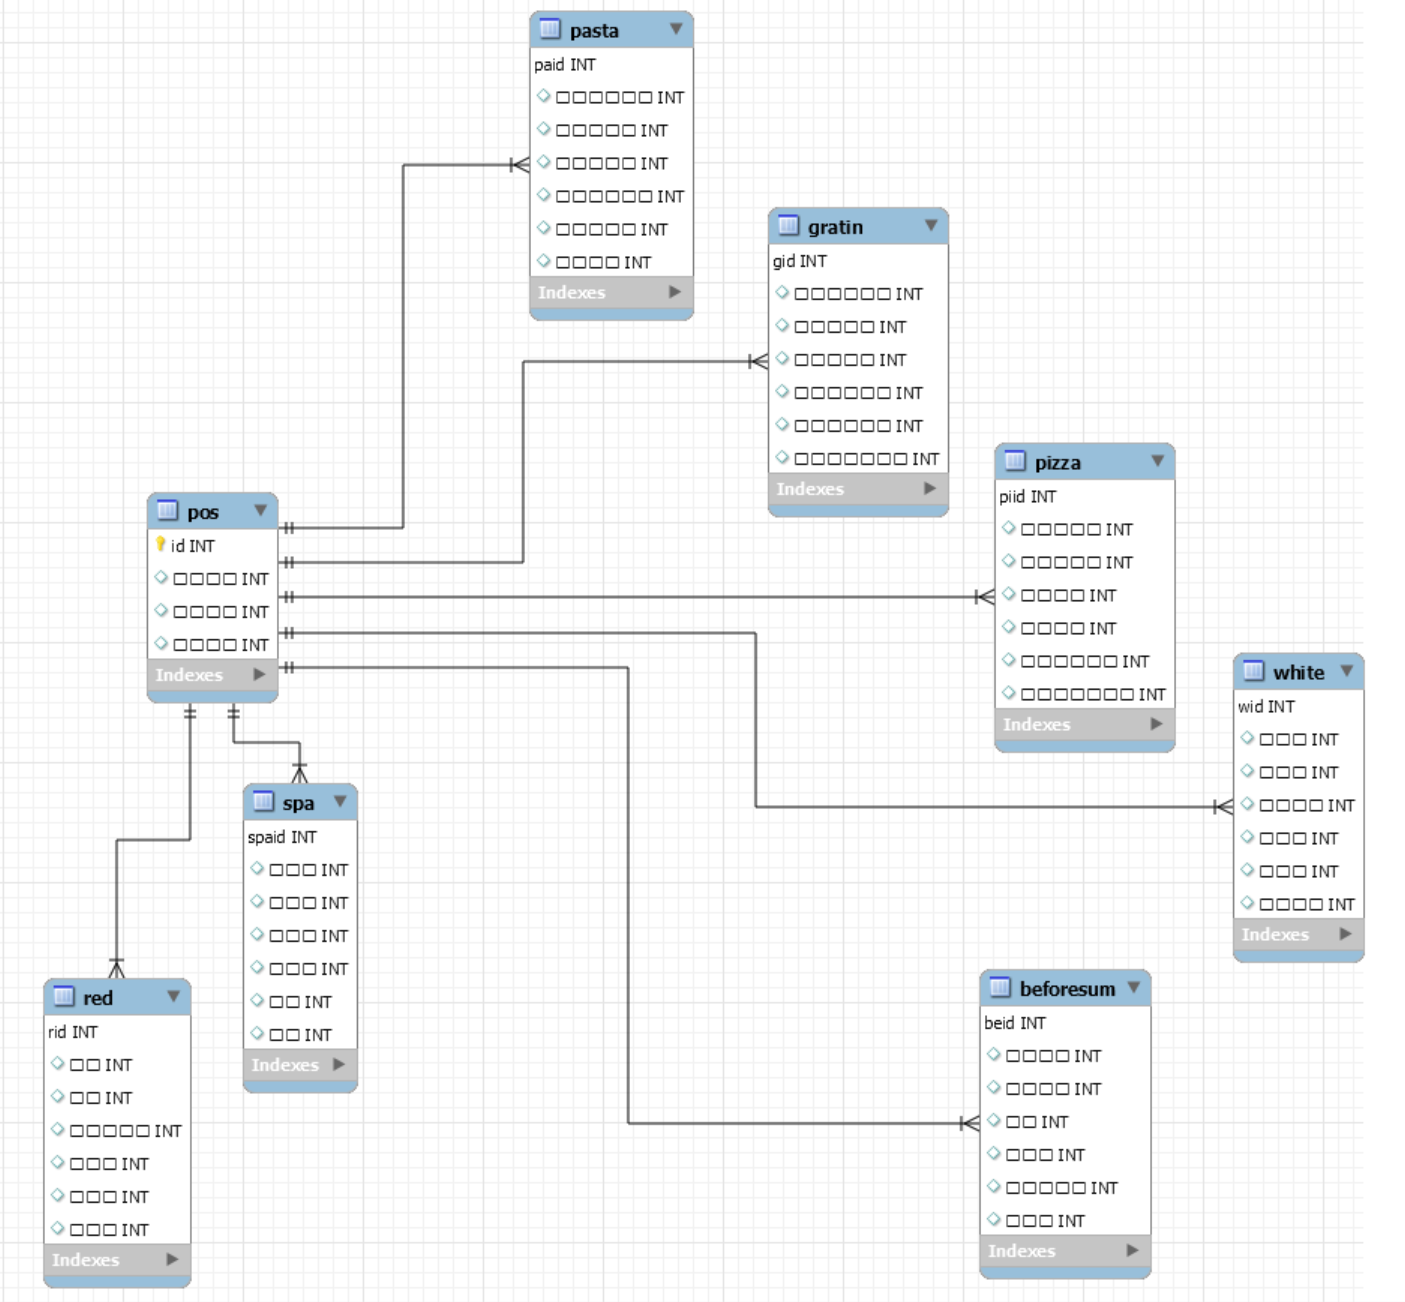 pasta
paid INT
□□□□□□ INT
□□□□□ INT
□□□□□ INT
□□□□□□ INT
□□□□□ INT
□□□□ INT
Indexes
gratin
gid INT
□□□□□□ INT
□□□□□ INT
□□□□□ INT
□□□□□□ INT
□□□□□□ INT
□□□□□□□ INT
Indexes
pizza
piid INT
□□□□□ INT
□□□□□ INT
□□□□ INT
□□□□ INT
□□□□□□ INT
□□□□□□□ INT
Indexes
pos
id INT
□□□□ INT
□□□□ INT
□□□□ INT
Indexes
white
wid INT
□□□ INT
□□□ INT
□□□□ INT
□□□ INT
□□□ INT
□□□□ INT
Indexes
spa
spaid INT
□□□ INT
□□□ INT
□□□ INT
□□□ INT
□□ INT
□□ INT
Indexes
red
rid INT
□□ INT
□□ INT
□□□□□ INT
□□□ INT
□□□ INT
□□□ INT
Indexes
beforesum
beid INT
□□□□ INT
□□□□ INT
□□ INT
□□□ INT
□□□□□ INT
□□□ INT
Indexes